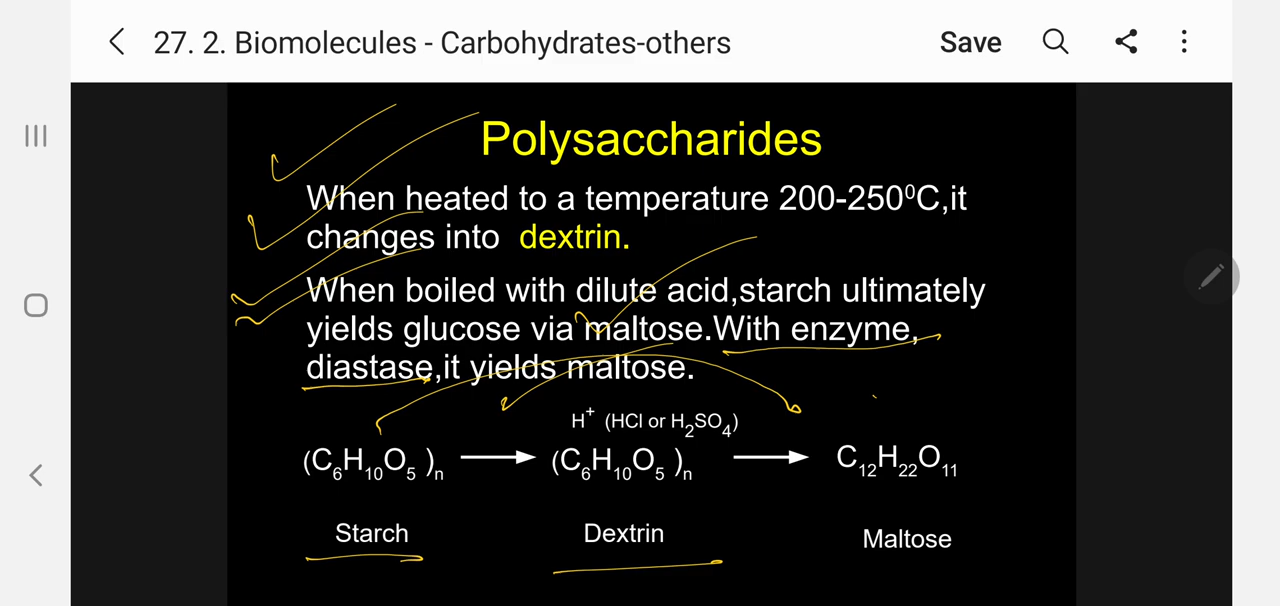 27. 2. Biomolecules - Carbohydrates-others Save
Polysaccharides
When heated to a temperature 200-250⁰C,it
changes into dextrin.
When boiled with dilute acid,starch ultimately
yields glucose via maltose.With enzyme,
diastase,it yields maltose.
H⁺ (HCl or H₂SO₄)
(C₆H₁₀O₅ )ₙ (C₆H₁₀O₅ )ₙ C₁₂H₂₂O₁₁
Starch Dextrin Maltose